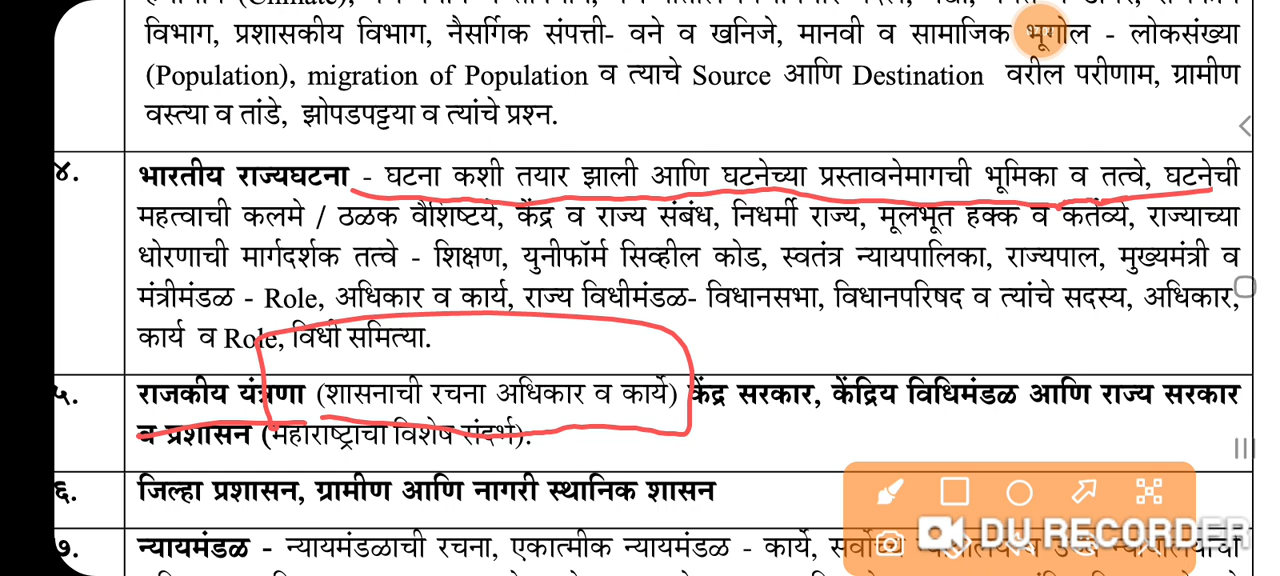 (Climate),
विभाग, प्रशासकीय विभाग, नैसर्गिक संपत्ती- वने व खनिजे, मानवी व सामाजिक भूगोल - लोकसंख्या
(Population), migration of Population व त्याचे Source आणि Destination वरील परीणाम, ग्रामीण
वस्त्या व तांडे, झोपडपट्टया व त्यांचे प्रश्न.
४. भारतीय राज्यघटना - घटना कशी तयार झाली आणि घटनेच्या प्रस्तावनेमागची भूमिका व तत्वे, घटनेची
महत्वाची कलमे / ठळक वैशिष्टये, केंद्र व राज्य संबंध, निधर्मी राज्य, मूलभूत हक्क व कर्तव्ये, राज्याच्या
धोरणाची मार्गदर्शक तत्वे - शिक्षण, युनीफॉर्म सिव्हील कोड, स्वतंत्र न्यायपालिका, राज्यपाल, मुख्यमंत्री व
मंत्रीमंडळ - Role, अधिकार व कार्य, राज्य विधीमंडळ- विधानसभा, विधानपरिषद व त्यांचे सदस्य, अधिकार,
कार्य व Role, विधी समित्या.
५. राजकीय यंत्रणा (शासनाची रचना अधिकार व कार्ये) केंद्र सरकार, केंद्रिय विधिमंडळ आणि राज्य सरकार
व प्रशासन (महाराष्ट्राचा विशेष संदर्भ).
६. जिल्हा प्रशासन, ग्रामीण आणि नागरी स्थानिक शासन
DU RECORDER
७. न्यायमंडळ - न्यायमंडळाची रचना, एकात्मीक न्यायमंडळ - कार्य,